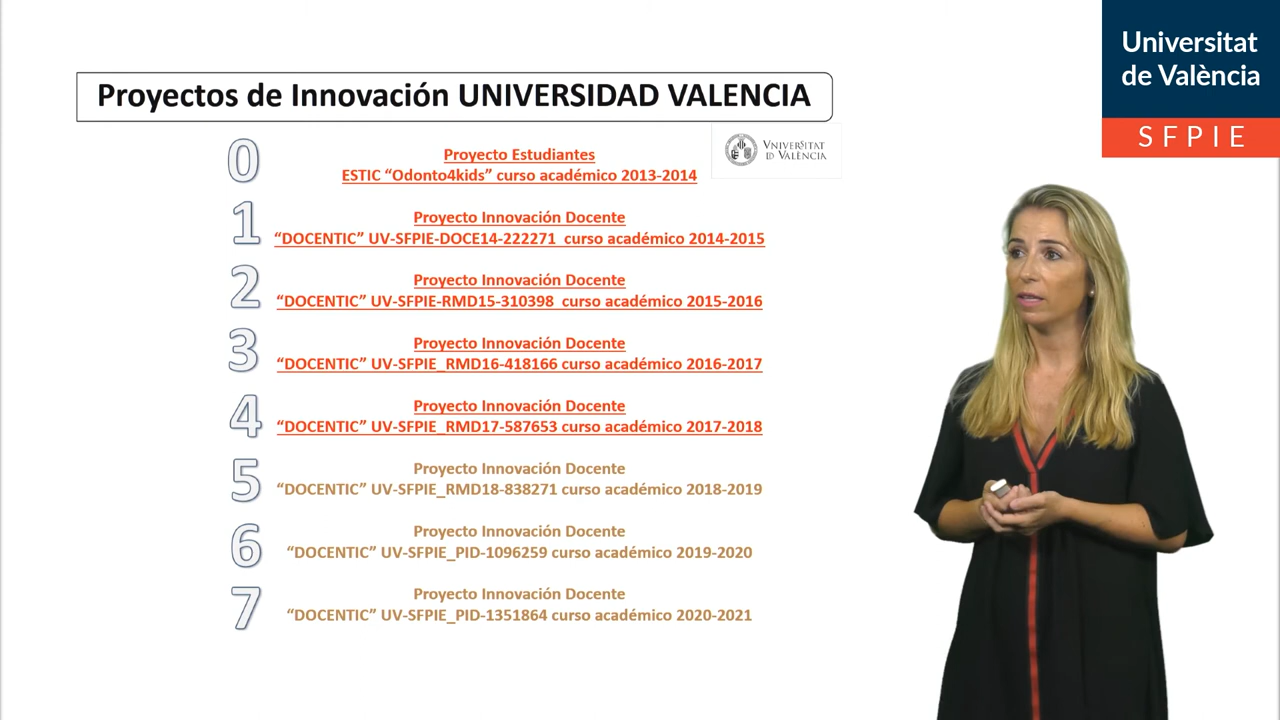 Universitat
de València
SFPIE
Proyectos de Innovación UNIVERSIDAD VALENCIA
VNIVERSITAT
D VALÈNCIA
0
Proyecto Estudiantes
ESTIC “Odonto4kids” curso académico 2013-2014
1
Proyecto Innovación Docente
“DOCENTIC” UV-SFPIE-DOCE14-222271 curso académico 2014-2015
2
Proyecto Innovación Docente
“DOCENTIC” UV-SFPIE-RMD15-310398 curso académico 2015-2016
3
Proyecto Innovación Docente
“DOCENTIC” UV-SFPIE_RMD16-418166 curso académico 2016-2017
4
Proyecto Innovación Docente
“DOCENTIC” UV-SFPIE_RMD17-587653 curso académico 2017-2018
5
Proyecto Innovación Docente
“DOCENTIC” UV-SFPIE_RMD18-838271 curso académico 2018-2019
6
Proyecto Innovación Docente
“DOCENTIC” UV-SFPIE_PID-1096259 curso académico 2019-2020
7
Proyecto Innovación Docente
“DOCENTIC” UV-SFPIE_PID-1351864 curso académico 2020-2021